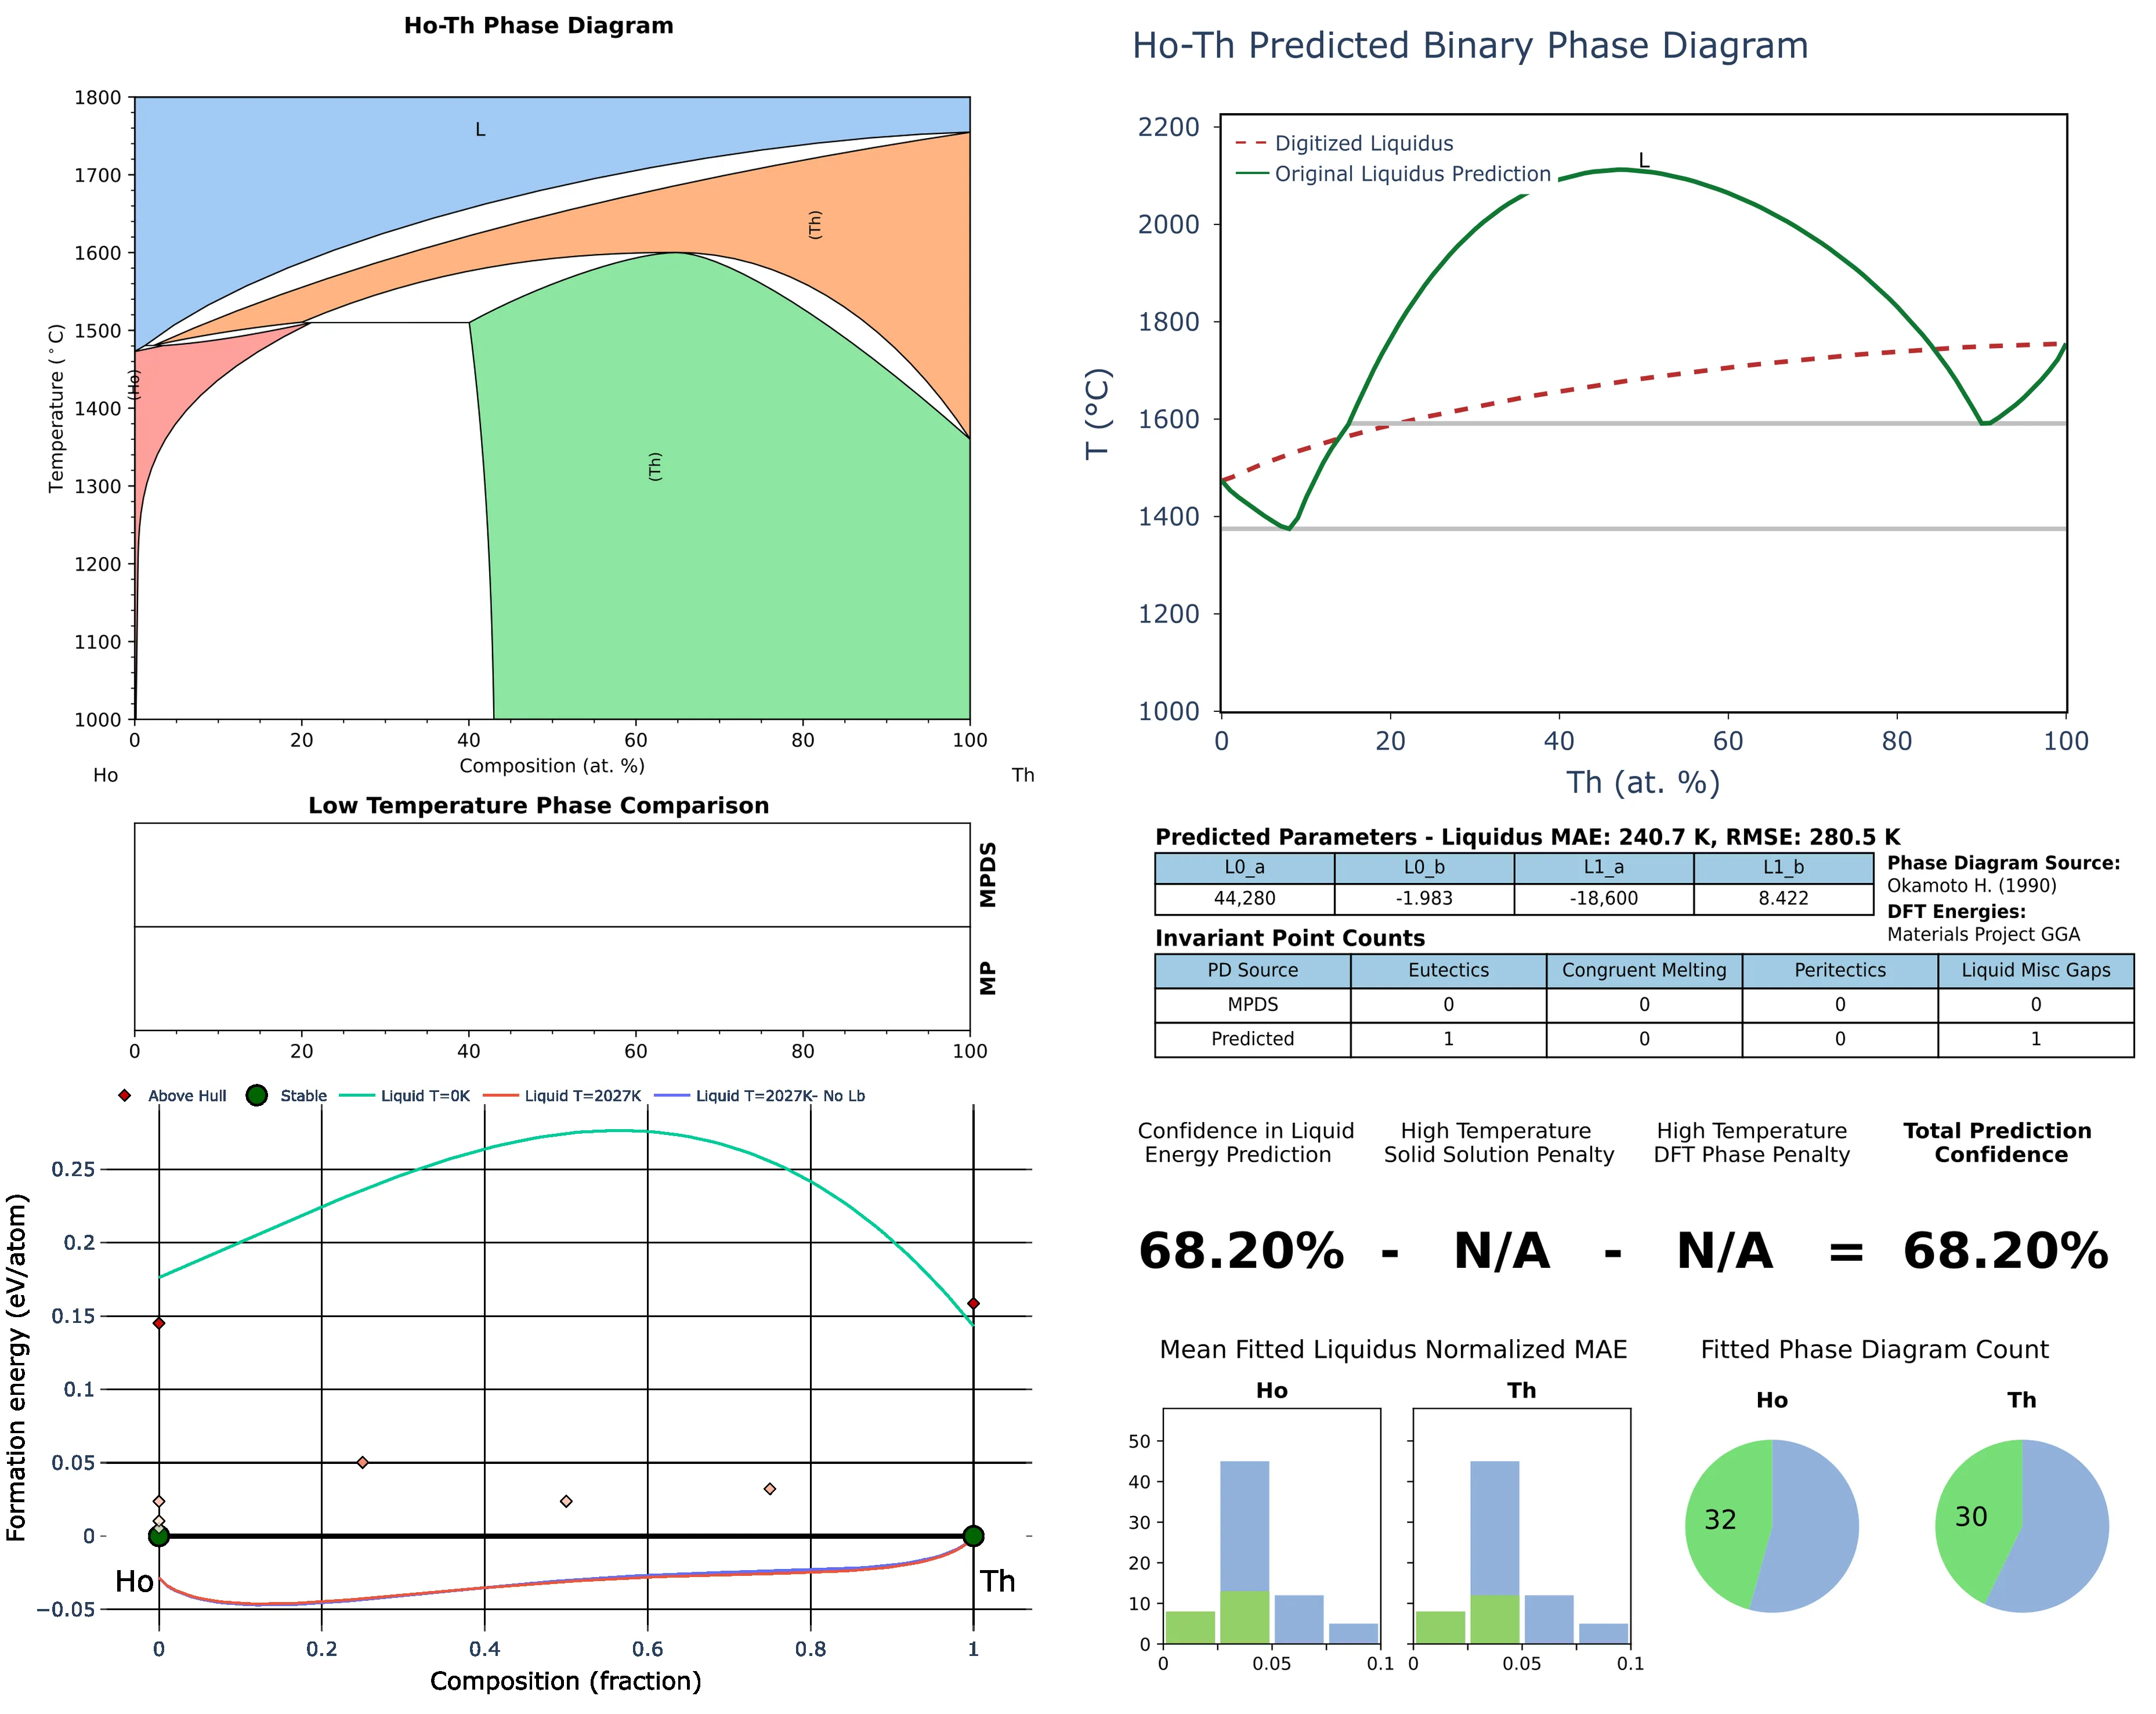 Ho-Th Phase Diagram
1800
1700
1600
1500
1400
1300
1200
1100
1000
Temperature (°C)
L
(Th)
(Ho)
(Th)
0 20 40 60 80 100
Composition (at. %)
Ho Th
Low Temperature Phase Comparison
MPDS
MP
0 20 40 60 80 100
Above Hull Stable Liquid T=0K Liquid T=2027K Liquid T=2027K- No Lb
0.25
0.2
0.15
0.1
0.05
0
−0.05
Formation energy (eV/atom)
Ho Th
0 0.2 0.4 0.6 0.8 1
Composition (fraction)
Ho-Th Predicted Binary Phase Diagram
2200
2000
1800
1600
1400
1200
1000
T (°C)
Digitized Liquidus
Original Liquidus Prediction
L
0 20 40 60 80 100
Th (at. %)
Predicted Parameters - Liquidus MAE: 240.7 K, RMSE: 280.5 K
L0_a L0_b L1_a L1_b
44,280 -1.983 -18,600 8.422
Phase Diagram Source:
Okamoto H. (1990)
DFT Energies:
Materials Project GGA
Invariant Point Counts
PD Source Eutectics Congruent Melting Peritectics Liquid Misc Gaps
MPDS 0 0 0 0
Predicted 1 0 0 1
Confidence in Liquid
Energy Prediction
High Temperature
Solid Solution Penalty
High Temperature
DFT Phase Penalty
Total Prediction
Confidence
68.20% - N/A - N/A = 68.20%
Mean Fitted Liquidus Normalized MAE
Ho Th
50
40
30
20
10
0
0 0.05 0.1 0 0.05 0.1
Fitted Phase Diagram Count
Ho Th
32 30